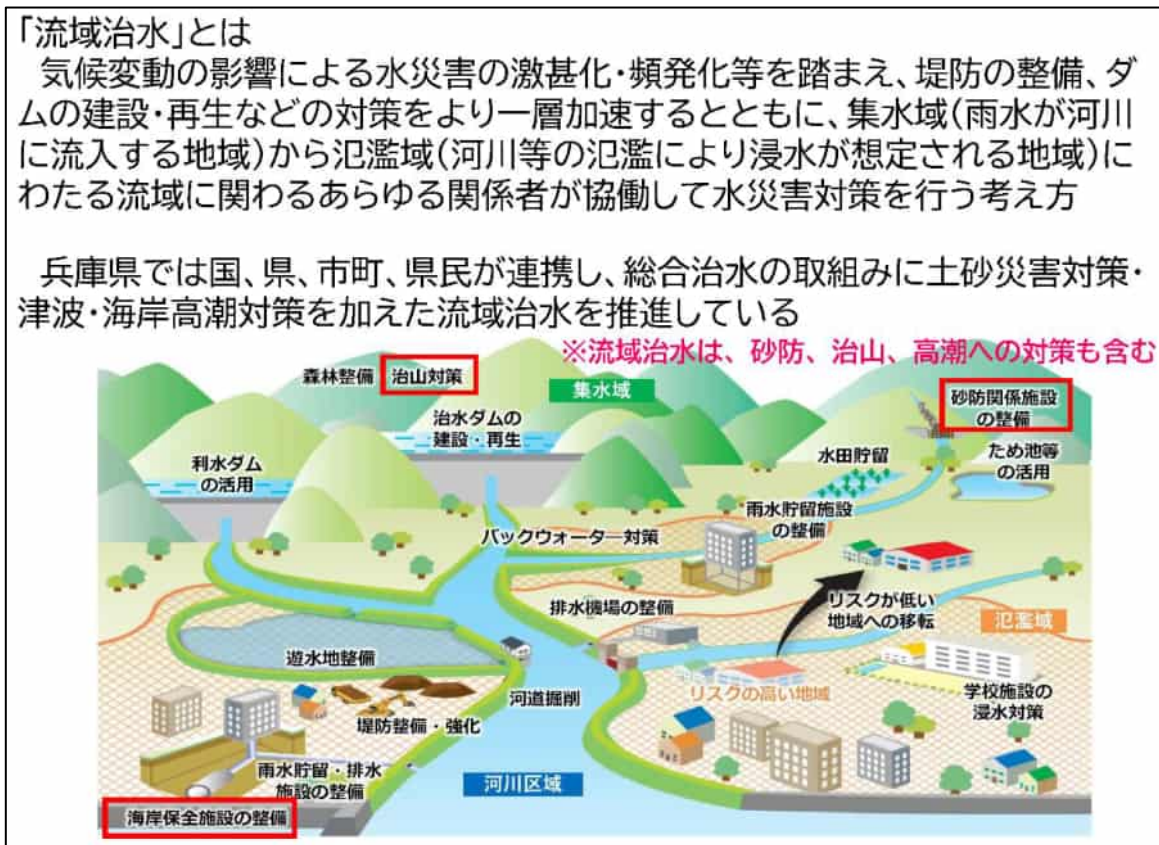 「流域治水」とは
気候変動の影響による水災害の激甚化・頻発化等を踏まえ、堤防の整備、ダ
ムの建設・再生などの対策をより一層加速するとともに、集水域(雨水が河川
に流入する地域)から氾濫域(河川等の氾濫により浸水が想定される地域)に
わたる流域に関わるあらゆる関係者が協働して水災害対策を行う考え方
兵庫県では国、県、市町、県民が連携し、総合治水の取組みに土砂災害対策・
津波・海岸高潮対策を加えた流域治水を推進している
※流域治水は、砂防、治山、高潮への対策も含む
森林整備 治山対策
集水域
砂防関係施設
の整備
治水ダムの
建設・再生
利水ダム
の活用
水田貯留
ため池等
の活用
雨水貯留施設
の整備
バックウォーター対策
排水機場の整備
リスクが低い
地域への移転
氾濫域
遊水地整備
リスクの高い地域
学校施設の
浸水対策
河道掘削
堤防整備・強化
雨水貯留・排水
施設の整備
河川区域
海岸保全施設の整備